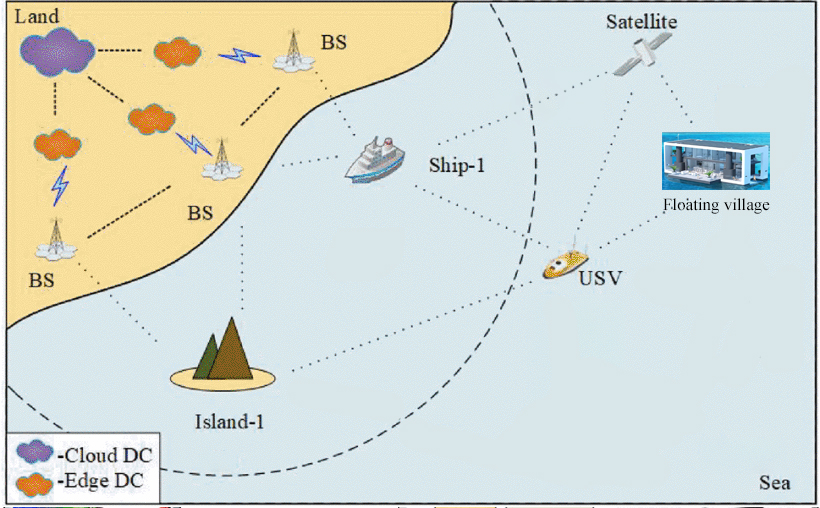 Land
BS
Satellite
Ship-1
Floating village
BS
BS
USV
Island-1
-Cloud DC
-Edge DC
Sea